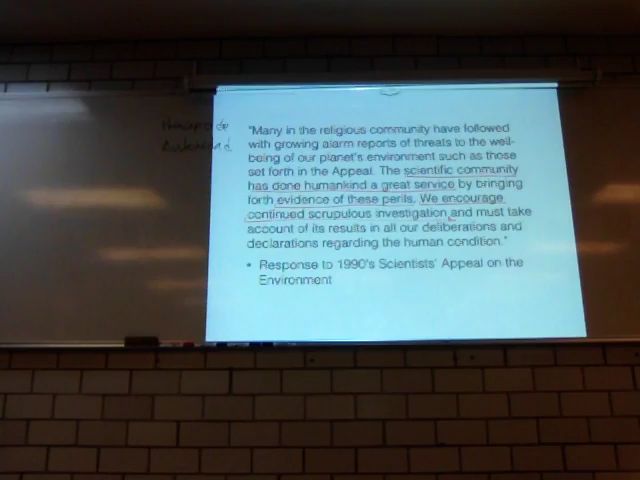 "Many in the religious community have followed
with growing alarm reports of threats to the well-
being of our planet's environment such as those
set forth in the Appeal. The scientific community
has done humankind a great service by bringing
forth evidence of these perils. We encourage
continued scrupulous investigation and must take
account of its results in all our deliberations and
declarations regarding the human condition."
• Response to 1990's Scientists' Appeal on the
Environment